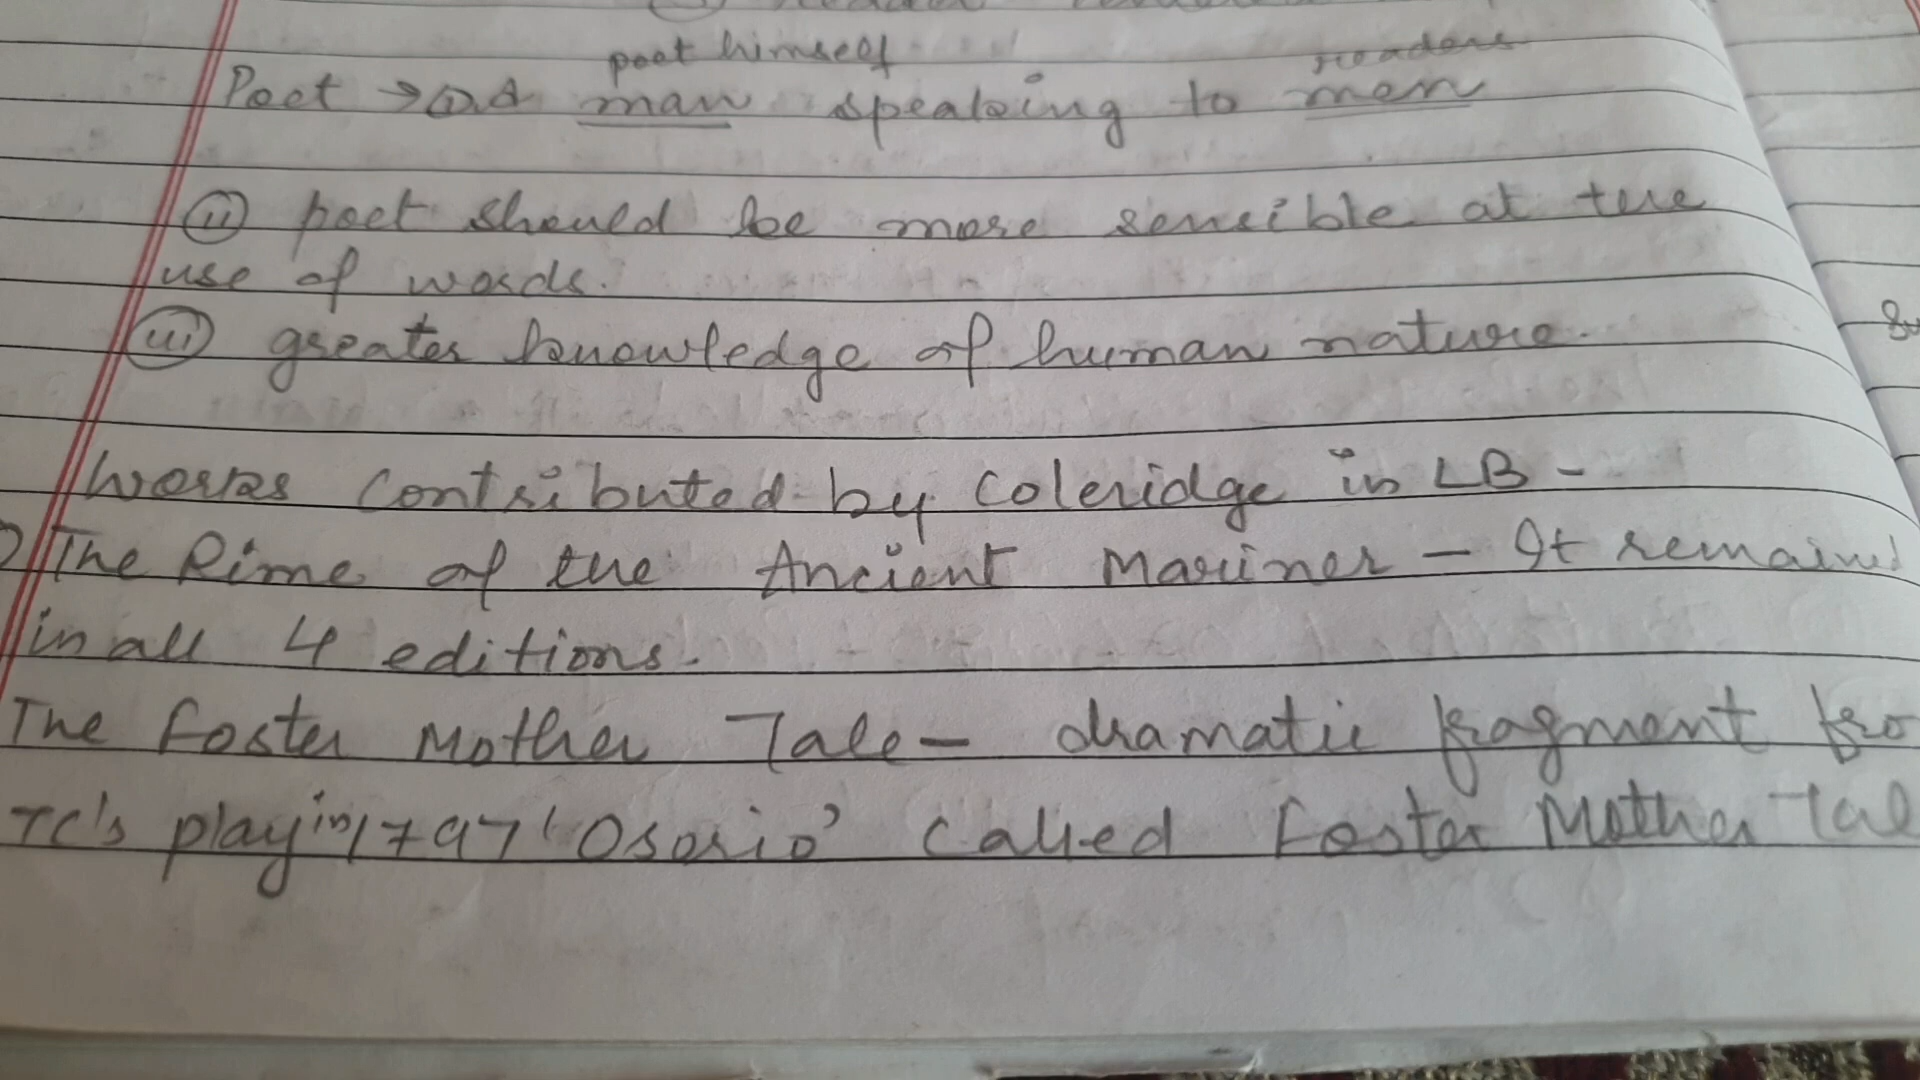 poet himself readers
Poet → (i) A man speaking to men
(ii) poet should be more sensible at the
use of words.
(iii) greater knowledge of human nature.
Works contributed by Coleridge in LB -
The Rime of the Ancient Mariner - It remained
in all 4 editions.
The Foster Mother Tale - dramatic fragment fro
TC's play in 1797 'Osorio' called Foster Mother Tal